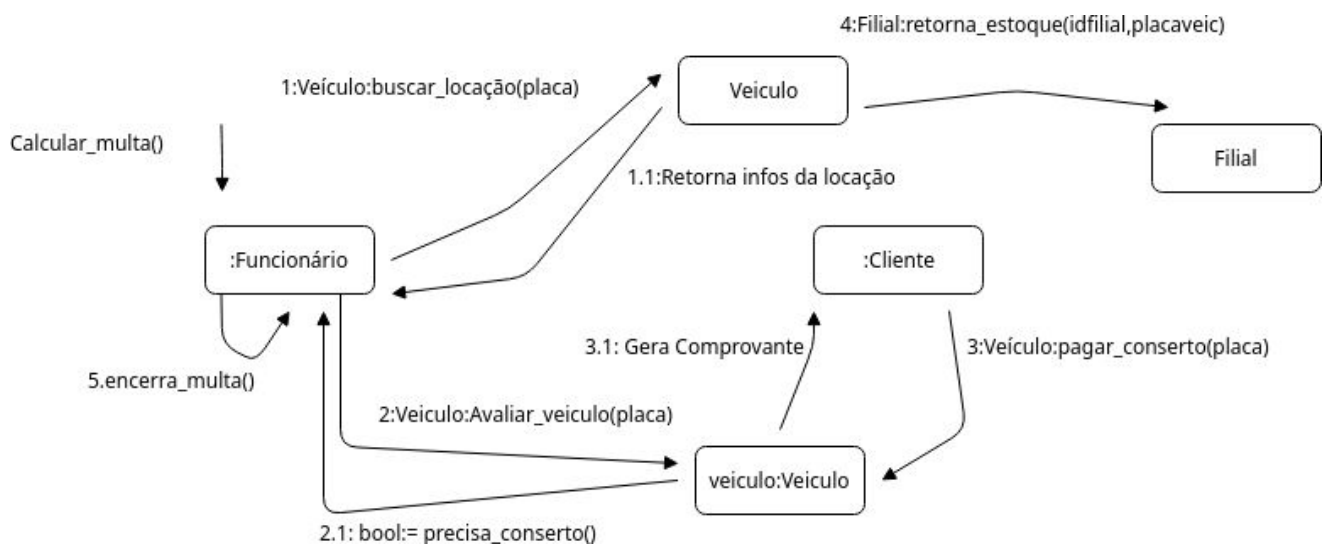 4:Filial:retorna_estoque(idfilial,placaveic)
1:Veículo:buscar_locação(placa)
Veiculo
Calcular_multa()
Filial
1.1:Retorna infos da locação
:Funcionário
:Cliente
3.1: Gera Comprovante
3:Veículo:pagar_conserto(placa)
5.encerra_multa()
2:Veiculo:Avaliar_veiculo(placa)
veiculo:Veiculo
2.1: bool:= precisa_conserto()